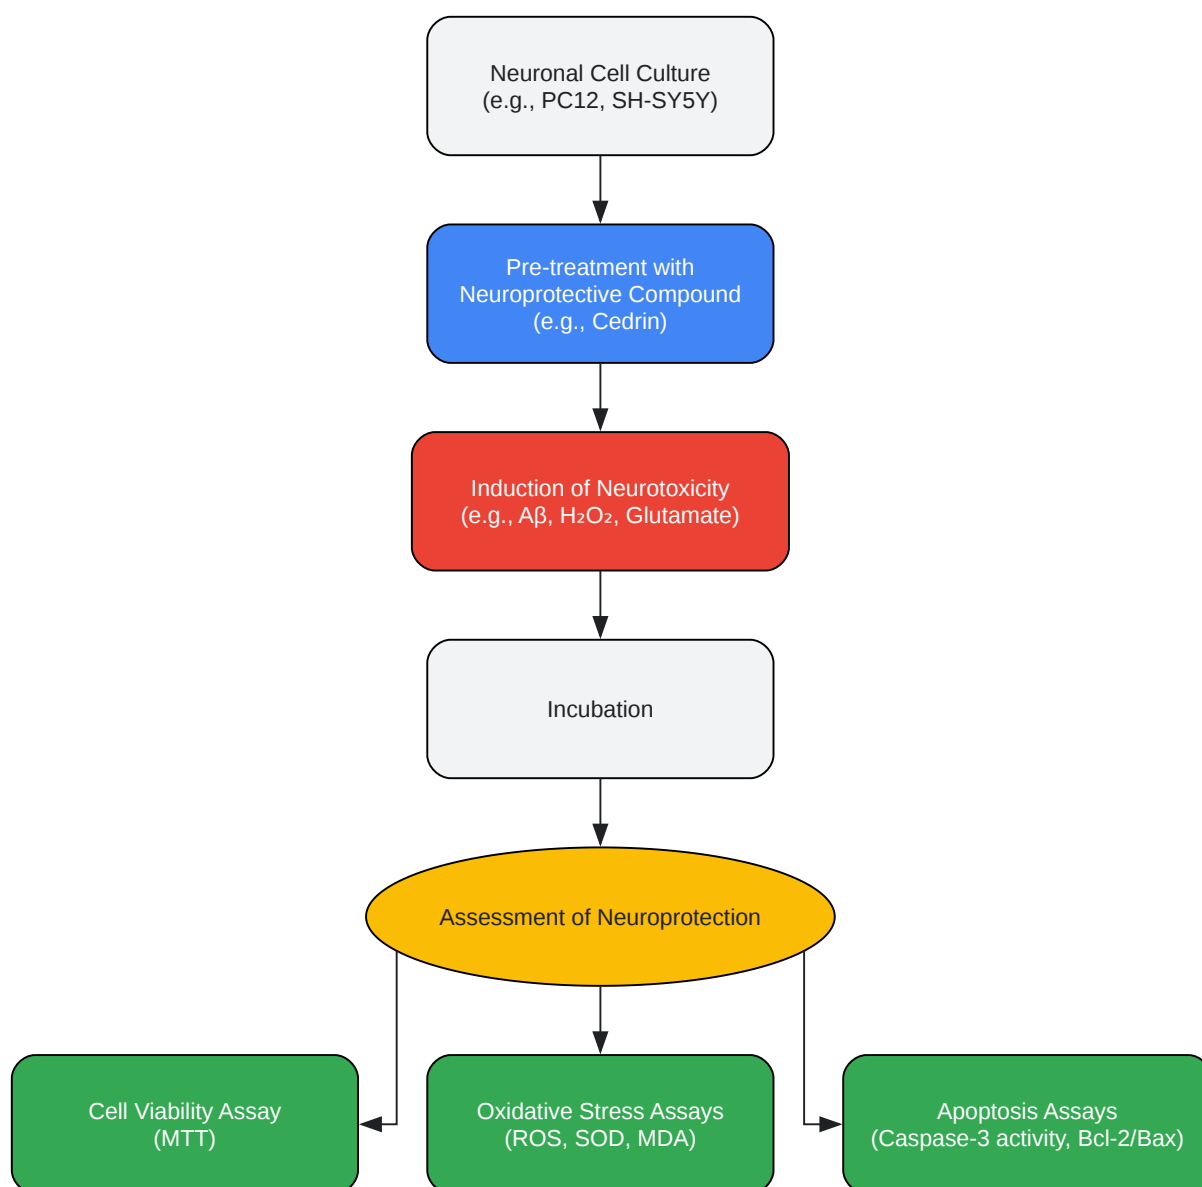 Neuronal Cell Culture
(e.g., PC12, SH-SY5Y)
Pre-treatment with
Neuroprotective Compound
(e.g., Cedrin)
Induction of Neurotoxicity
(e.g., Aβ, H₂O₂, Glutamate)
Incubation
Assessment of Neuroprotection
Cell Viability Assay
(MTT)
Oxidative Stress Assays
(ROS, SOD, MDA)
Apoptosis Assays
(Caspase-3 activity, Bcl-2/Bax)